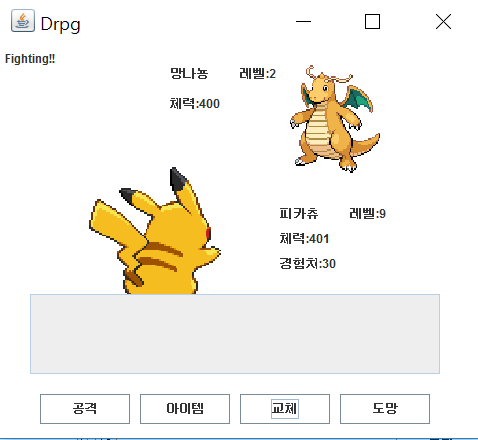 Drpg
Fighting!!
망나뇽 레벨:2
체력:400
피카츄 레벨:9
체력:401
경험치:30
공격 아이템 교체 도망